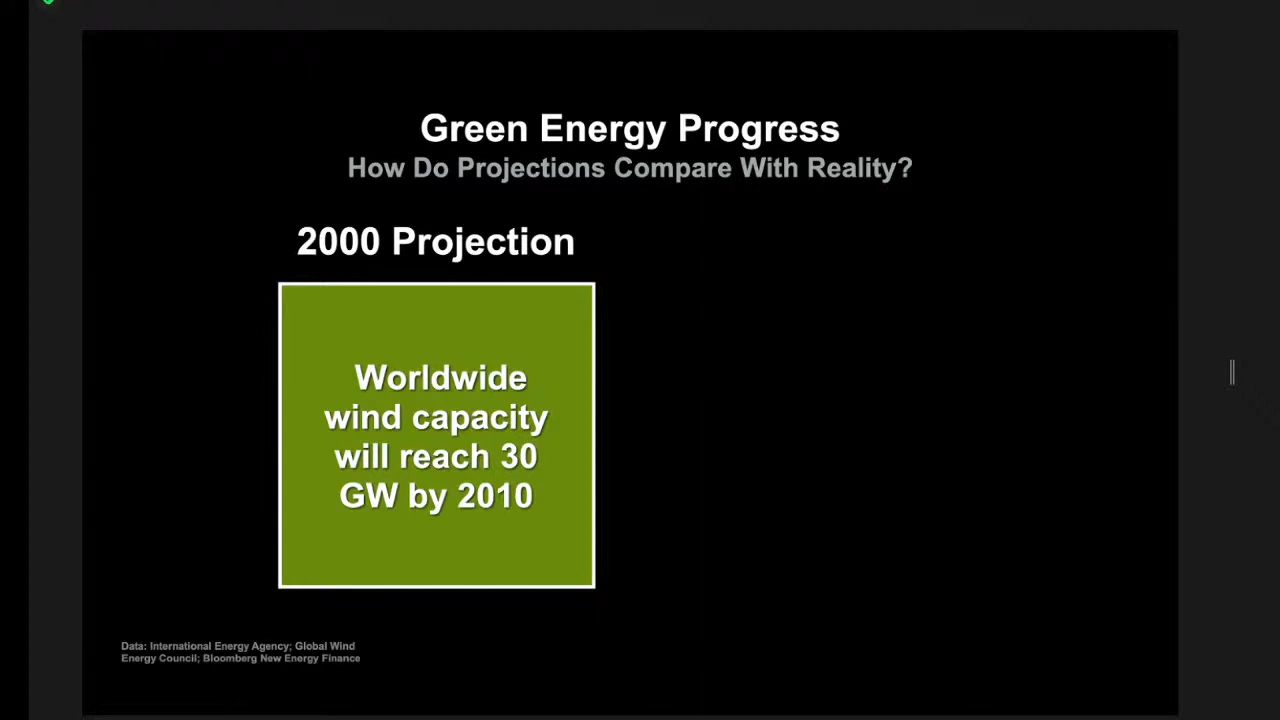 Green Energy Progress
How Do Projections Compare With Reality?
2000 Projection
Worldwide
wind capacity
will reach 30
GW by 2010
Data: International Energy Agency; Global Wind
Energy Council; Bloomberg New Energy Finance